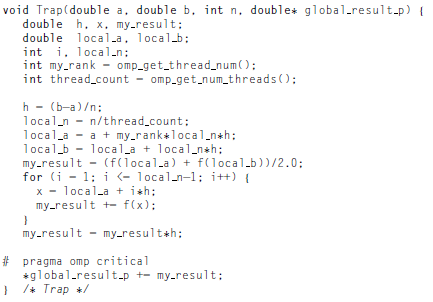 void Trap(double a, double b, int n, double* global_result_p) {
double h, x, my_result;
double local_a, local_b;
int i, local_n;
int my_rank = omp_get_thread_num();
int thread_count = omp_get_num_threads();
h = (b-a)/n;
local_n = n/thread_count;
local_a = a + my_rank*local_n*h;
local_b = local_a + local_n*h;
my_result = (f(local_a) + f(local_b))/2.0;
for (i = 1; i <= local_n-1; i++) {
x = local_a + i*h;
my_result += f(x);
}
my_result = my_result*h;
# pragma omp critical
*global_result_p += my_result;
} /* Trap */